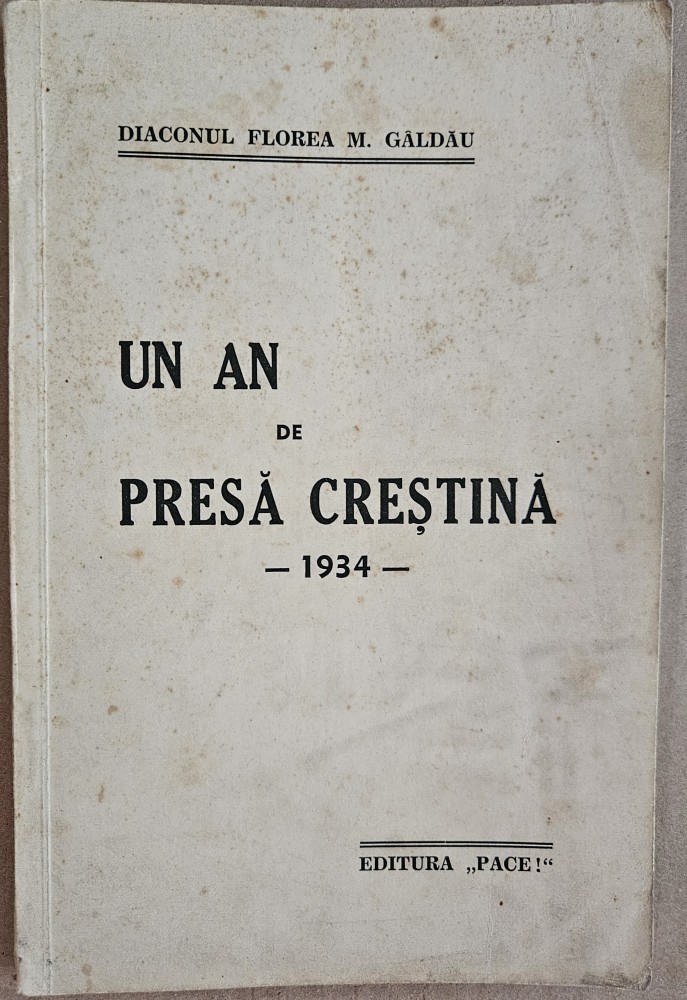 DIACONUL FLOREA M. GÂLDĂU
UN AN
DE
PRESĂ CREȘTINĂ
— 1934 —
EDITURA „PACE!“